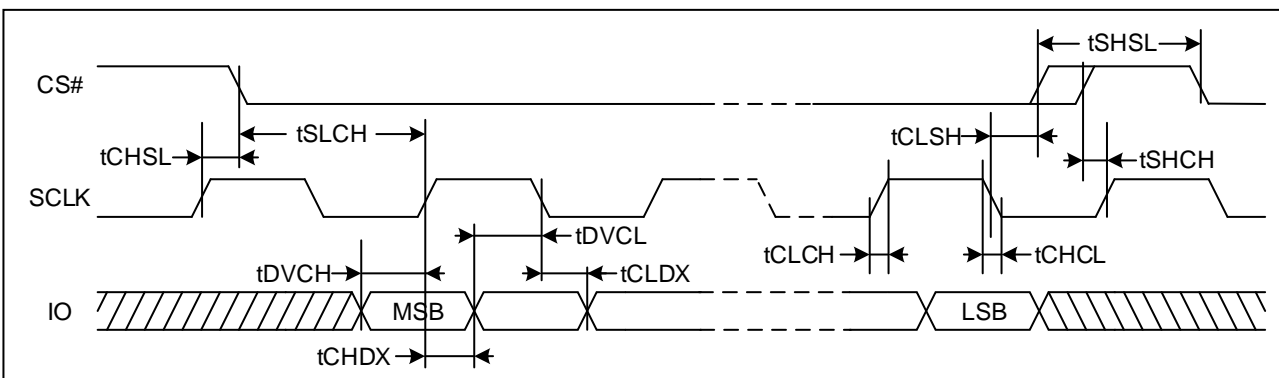 tSHSL
CS#
tSLCH
tCLSH
tCHSL
tSHCH
SCLK
tDVCL
tCLCH
tCHCL
tDVCH
tCLDX
IO
MSB
LSB
tCHDX